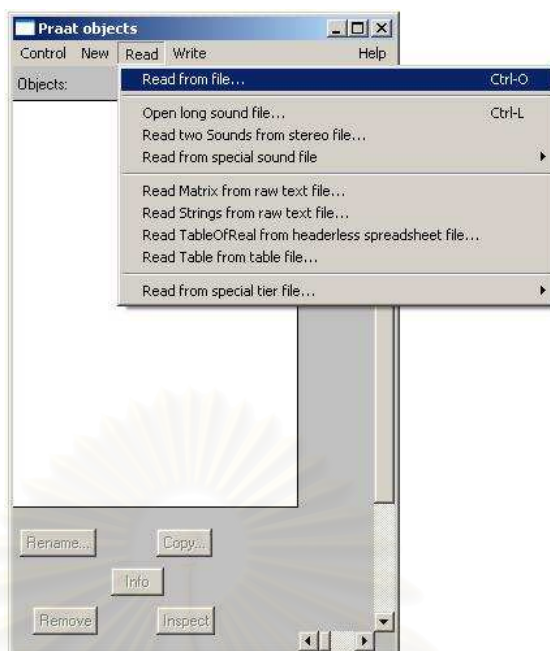 Praat objects
Control New Read Write Help
Objects:
Read from file... Ctrl-O
Open long sound file... Ctrl-L
Read two Sounds from stereo file...
Read from special sound file
Read Matrix from raw text file...
Read Strings from raw text file...
Read TableOfReal from headerless spreadsheet file...
Read Table from table file...
Read from special tier file...
Rename... Copy...
Info
Remove Inspect